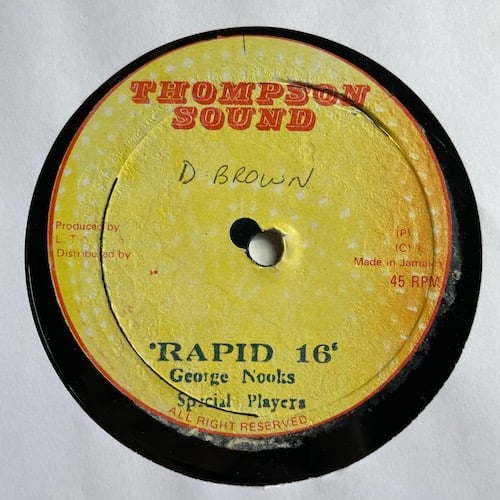 THOMPSON
SOUND
D. BROWN
Produced by
L. T
Distributed by
(P)
(C) T.
Made in Jamaica
45 RPM
'RAPID 16'
George Nooks
Special Players
ALL RIGHT RESERVED